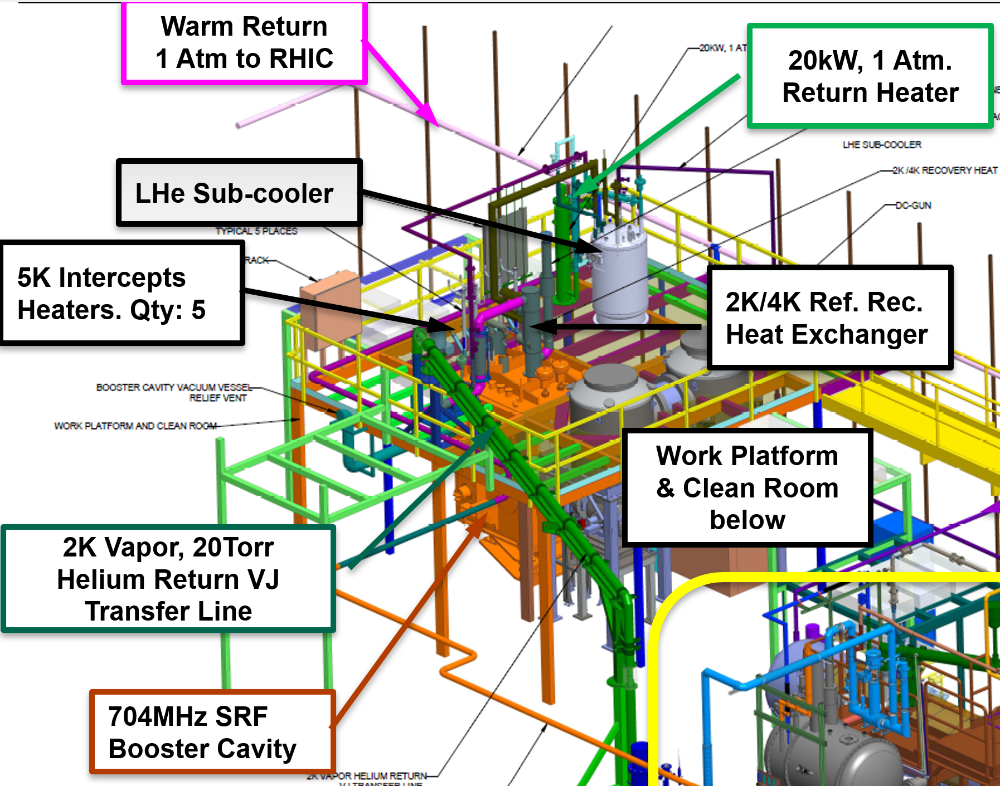 Warm Return
1 Atm to RHIC
20KW, 1 AT
20kW, 1 Atm.
Return Heater
LHE SUB-COOLER
2K /4K RECOVERY HEAT
DC-GUN
LHe Sub-cooler
TYPICAL 5 PLACES
RACK
5K Intercepts
Heaters. Qty: 5
2K/4K Ref. Rec.
Heat Exchanger
BOOSTER CAVITY VACUUM VESSEL
RELIEF VENT
WORK PLATFORM AND CLEAN ROOM
Work Platform
& Clean Room
below
2K Vapor, 20Torr
Helium Return VJ
Transfer Line
704MHz SRF
Booster Cavity
2K VAPOR HELIUM RETURN
VJ TRANSFER LINE